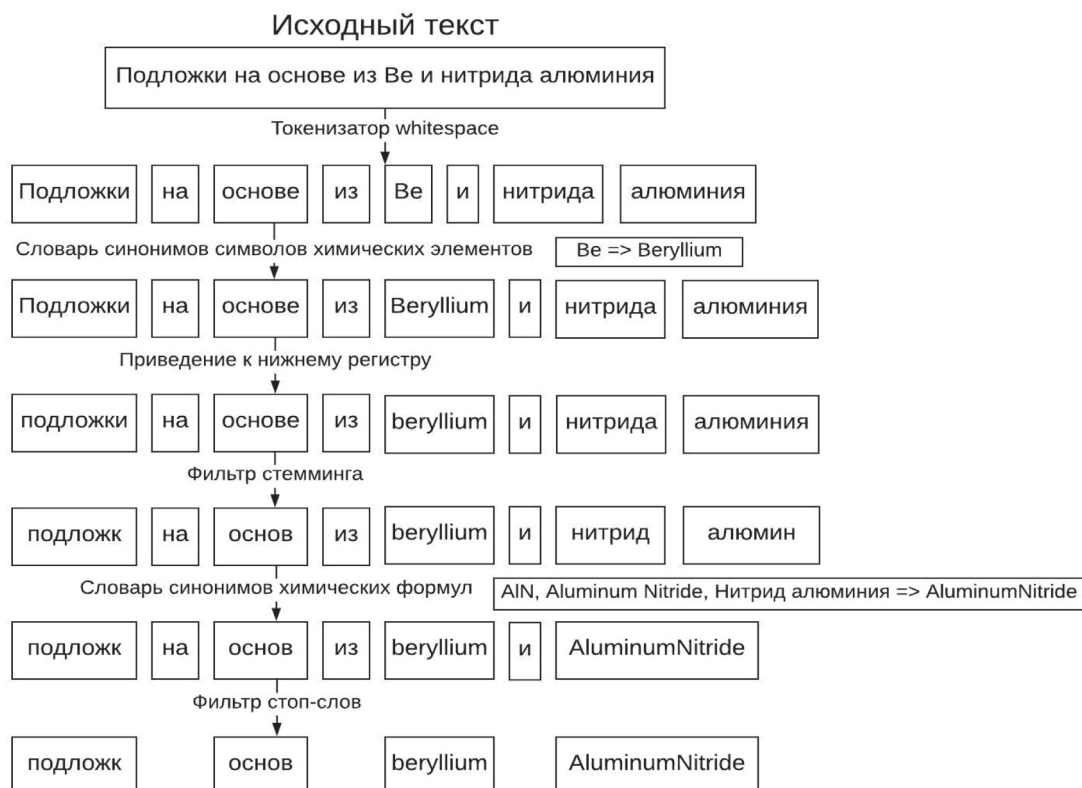 Исходный текст
Подложки на основе из Be и нитрида алюминия
Токенизатор whitespace
Подложки на основе из Be и нитрида алюминия
Словарь синонимов символов химических элементов Be => Beryllium
Подложки на основе из Beryllium и нитрида алюминия
Приведение к нижнему регистру
подложки на основе из beryllium и нитрида алюминия
Фильтр стемминга
подложк на основ из beryllium и нитрид алюмин
Словарь синонимов химических формул AlN, Aluminum Nitride, Нитрид алюминия => AluminumNitride
подложк на основ из beryllium и AluminumNitride
Фильтр стоп-слов
подложк основ beryllium AluminumNitride